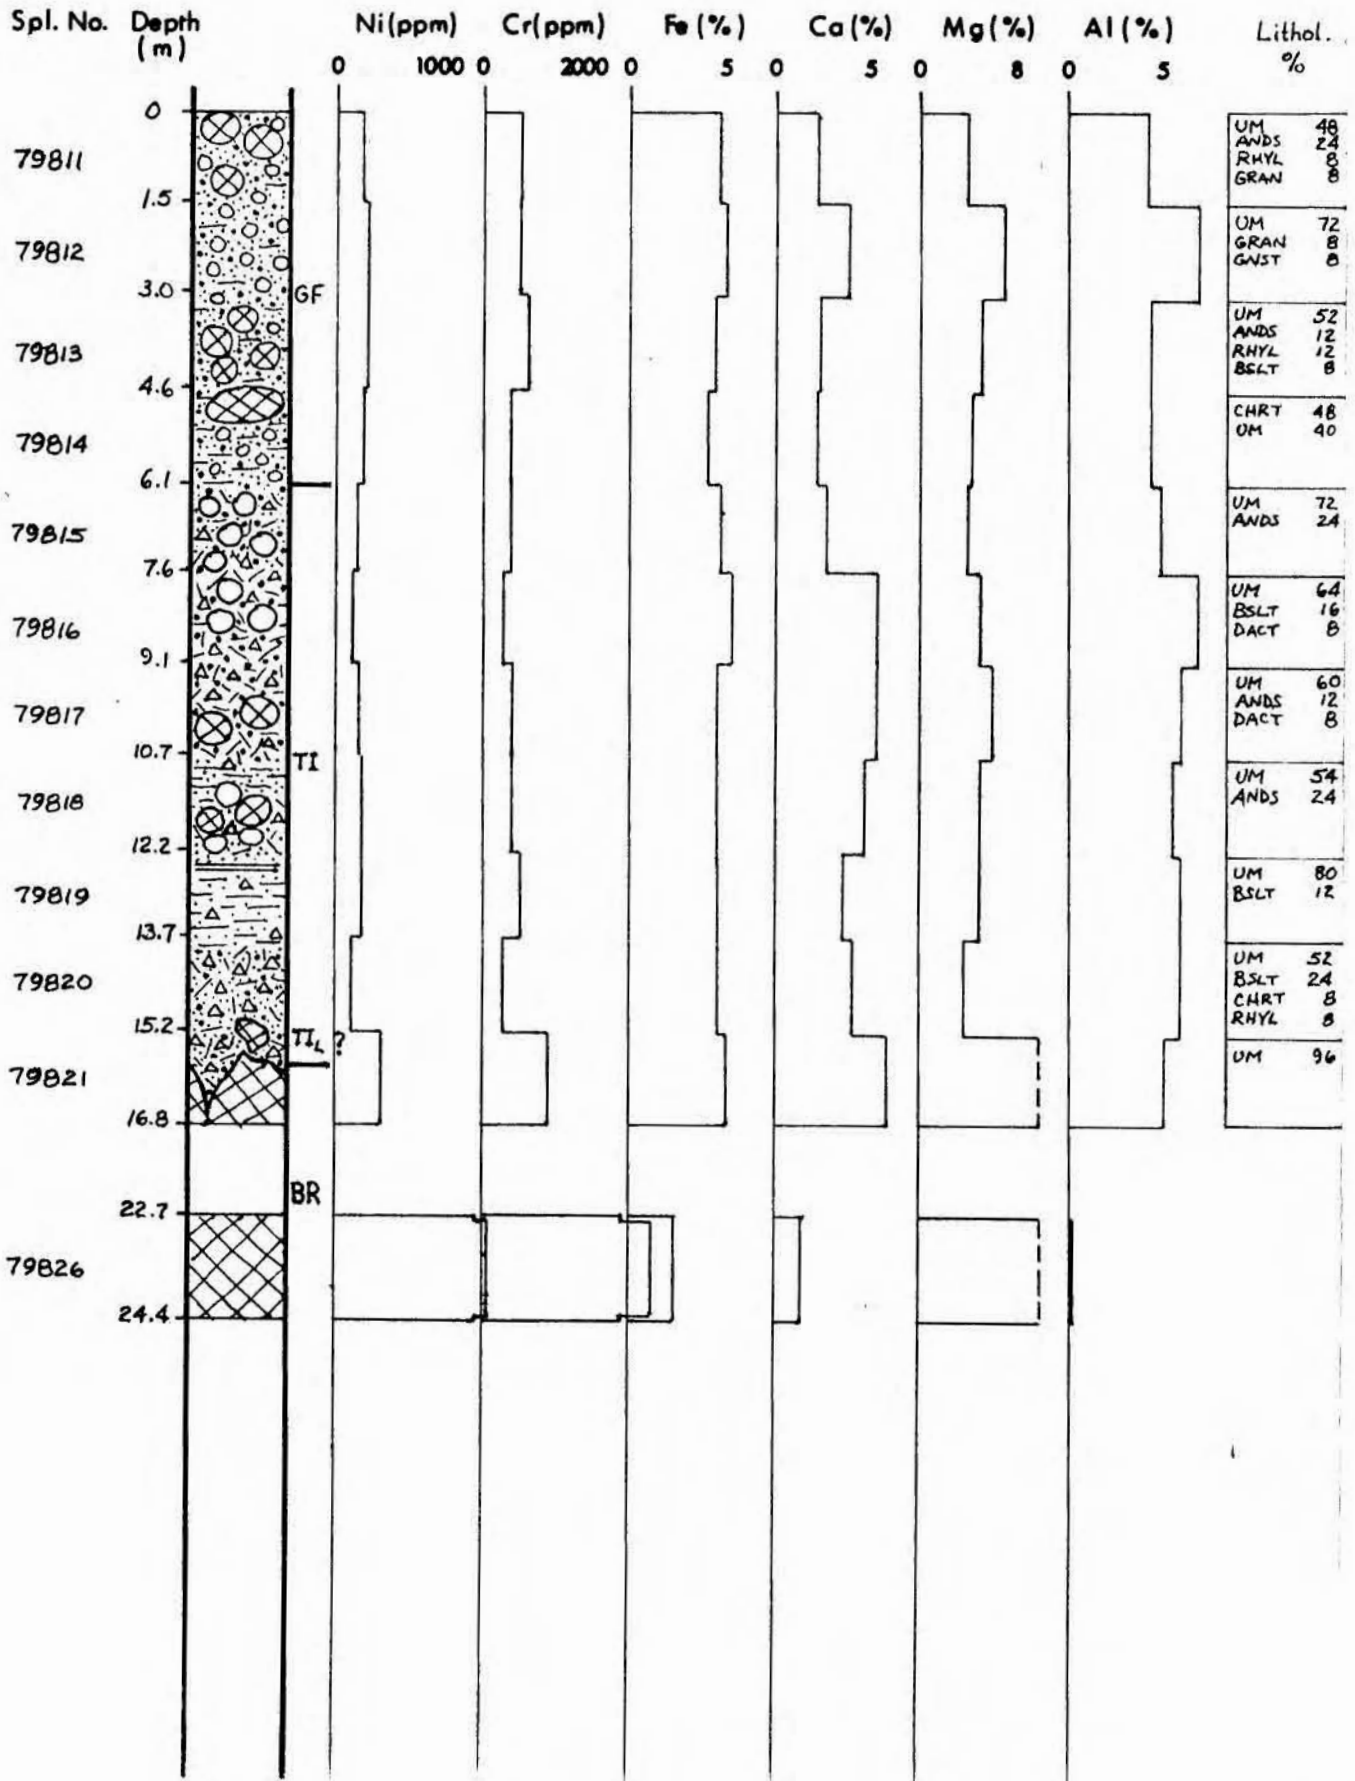 Spl. No. Depth (m) Ni(ppm) Cr(ppm) Fe (%) Ca (%) Mg (%) Al (%) Lithol. %
0 1000 0 2000 0 5 0 5 0 8 0 5
0
79811
UM 48
ANDS 24
RHYL 8
GRAN 8
1.5
79812
UM 72
GRAN 8
GNST 8
3.0
GF
79813
UM 52
ANDS 12
RHYL 12
BSLT 8
4.6
79814
CHRT 48
UM 40
6.1
79815
UM 72
ANDS 24
7.6
79816
UM 64
BSLT 16
DACT 8
9.1
79817
UM 60
ANDS 12
DACT 8
10.7
TI
79818
UM 54
ANDS 24
12.2
79819
UM 80
BSLT 12
13.7
79820
UM 52
BSLT 24
CHRT 8
RHYL 8
15.2
TIL ?
79821
UM 96
16.8
BR
22.7
79826
24.4